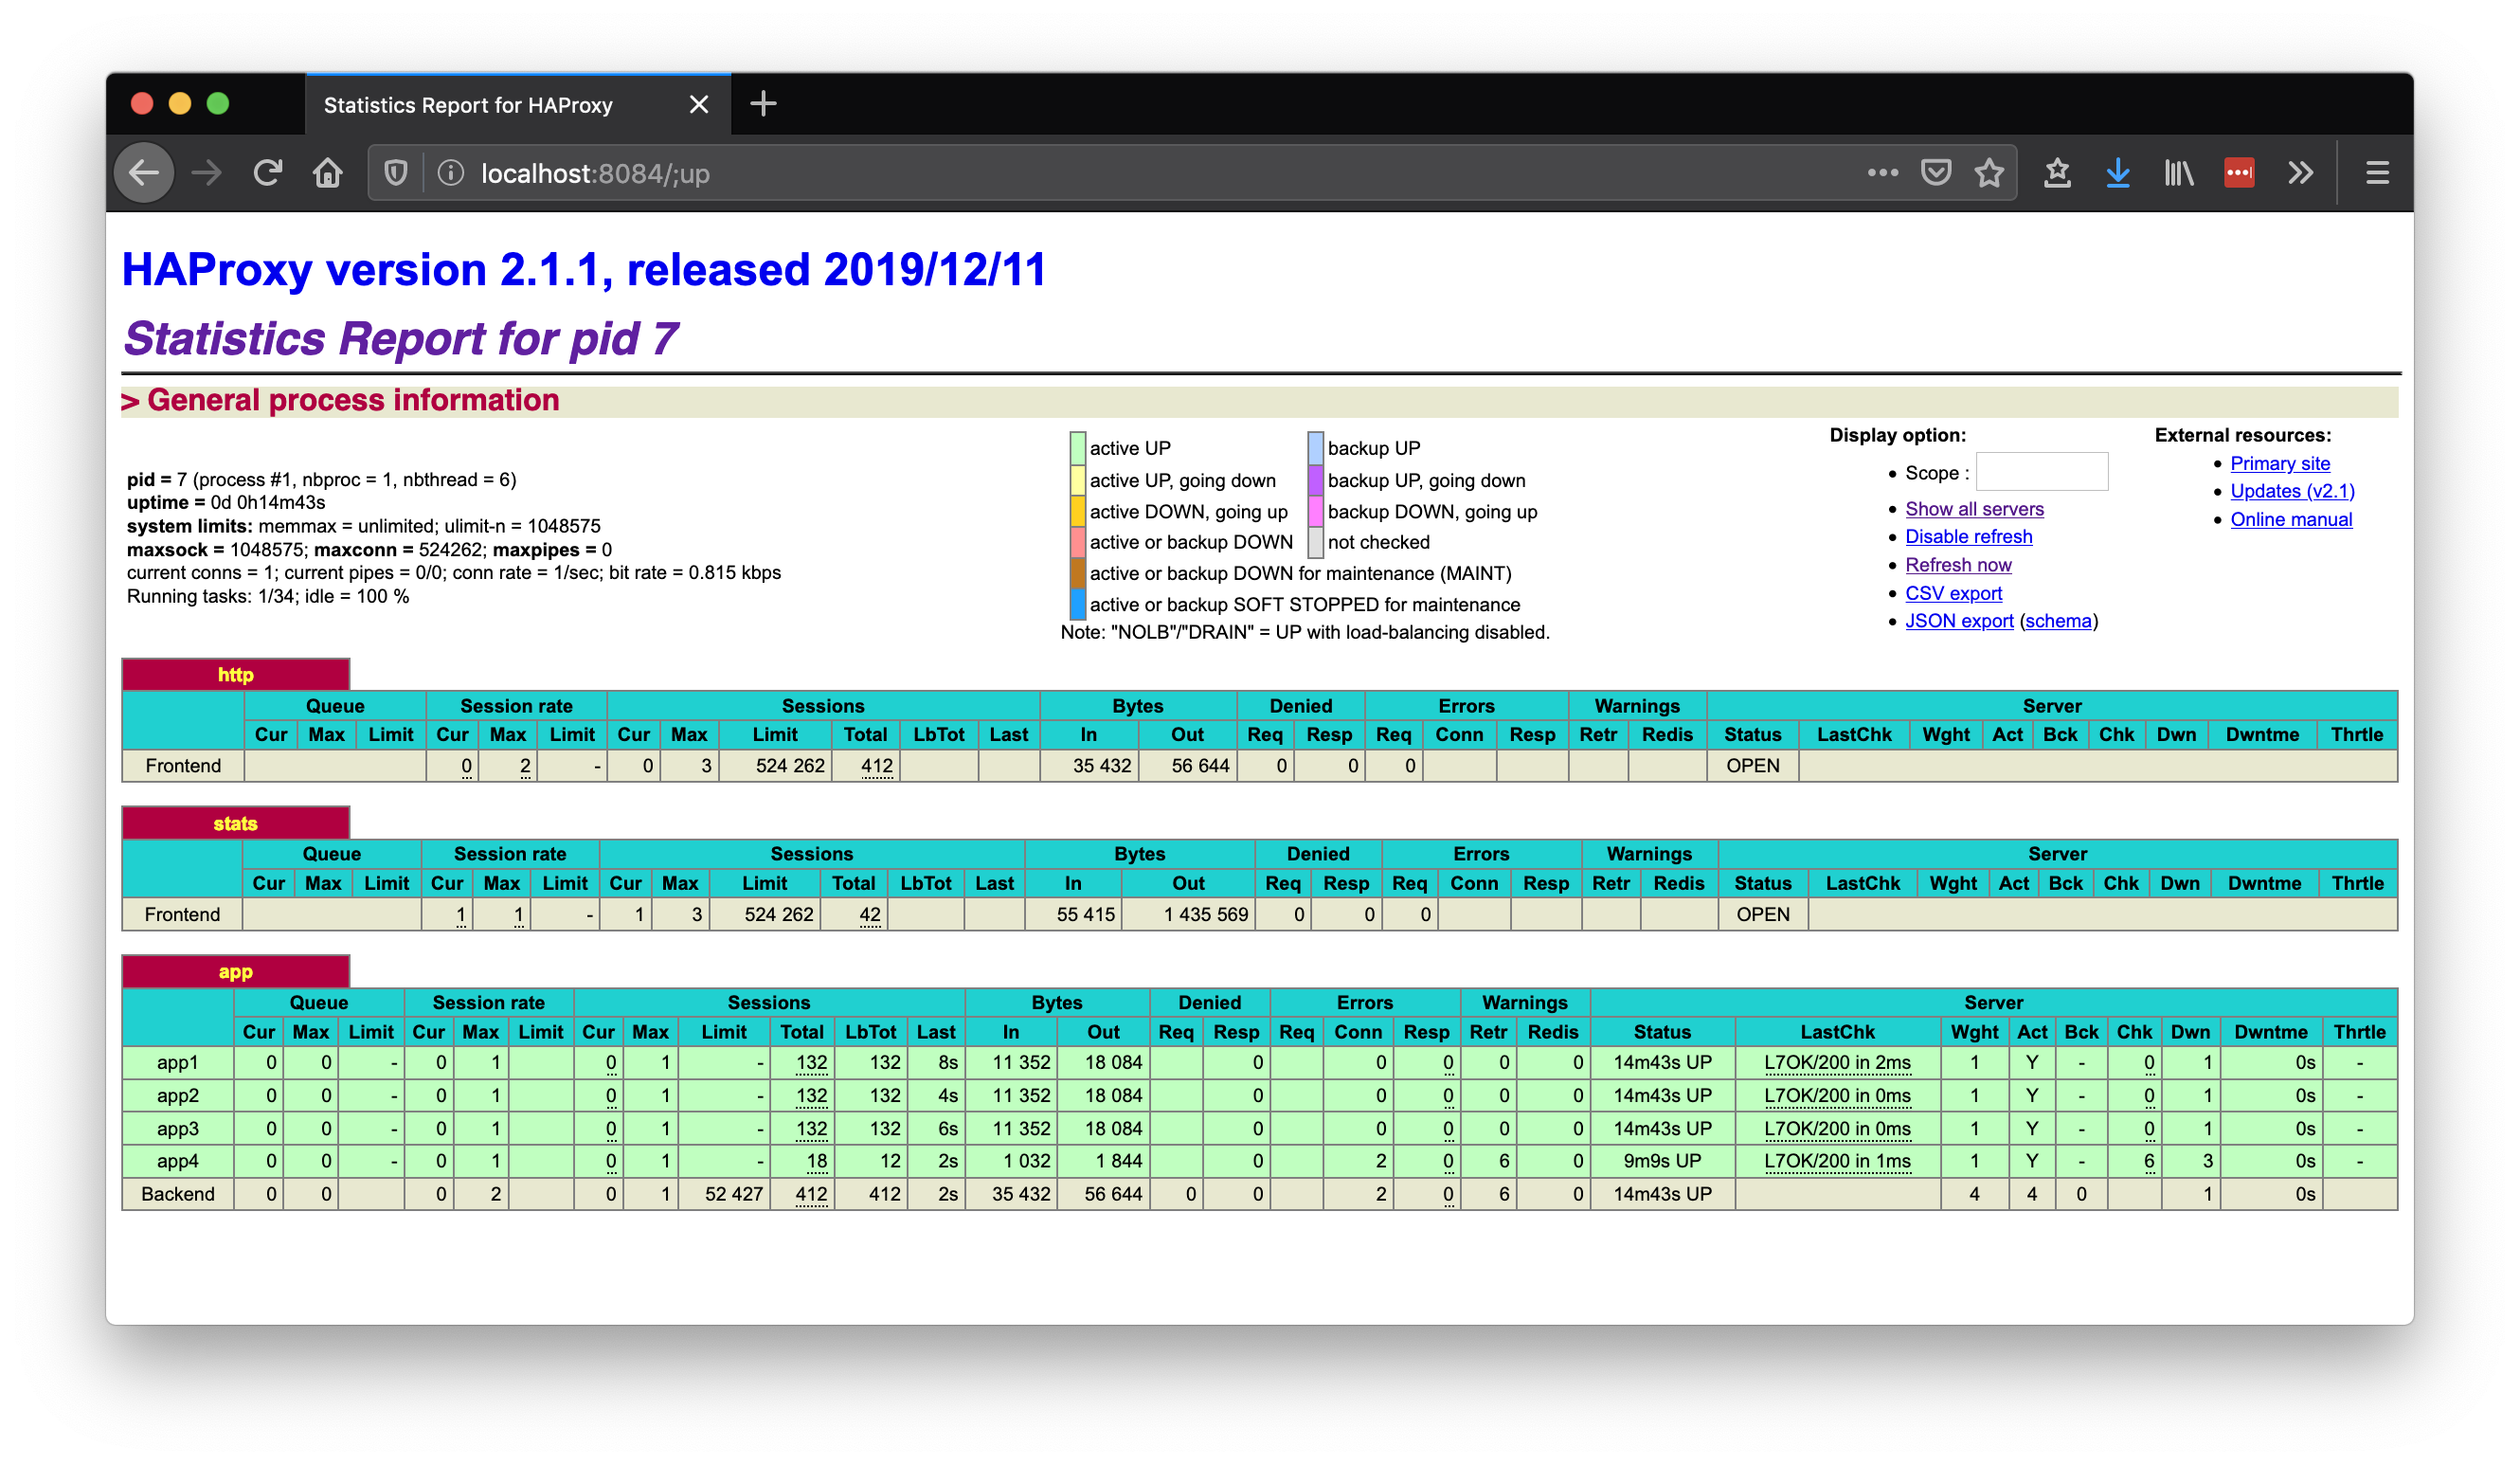 Statistics Report for HAProxy
localhost:8084/;up
HAProxy version 2.1.1, released 2019/12/11
Statistics Report for pid 7
> General process information
pid = 7 (process #1, nbproc = 1, nbthread = 6)
uptime = 0d 0h14m43s
system limits: memmax = unlimited; ulimit-n = 1048575
maxsock = 1048575; maxconn = 524262; maxpipes = 0
current conns = 1; current pipes = 0/0; conn rate = 1/sec; bit rate = 0.815 kbps
Running tasks: 1/34; idle = 100 %
active UP backup UP
active UP, going down backup UP, going down
active DOWN, going up backup DOWN, going up
active or backup DOWN not checked
active or backup DOWN for maintenance (MAINT)
active or backup SOFT STOPPED for maintenance
Note: "NOLB"/"DRAIN" = UP with load-balancing disabled.
Display option:
Scope :
Show all servers
Disable refresh
Refresh now
CSV export
JSON export (schema)
External resources:
Primary site
Updates (v2.1)
Online manual
http
Queue Session rate Sessions Bytes Denied Errors Warnings Server
Cur Max Limit Cur Max Limit Cur Max Limit Total LbTot Last In Out Req Resp Req Conn Resp Retr Redis Status LastChk Wght Act Bck Chk Dwn Dwntme Thrtle
Frontend 0 2 - 0 3 524 262 412 35 432 56 644 0 0 0 OPEN
stats
Queue Session rate Sessions Bytes Denied Errors Warnings Server
Cur Max Limit Cur Max Limit Cur Max Limit Total LbTot Last In Out Req Resp Req Conn Resp Retr Redis Status LastChk Wght Act Bck Chk Dwn Dwntme Thrtle
Frontend 1 1 - 1 3 524 262 42 55 415 1 435 569 0 0 0 OPEN
app
Queue Session rate Sessions Bytes Denied Errors Warnings Server
Cur Max Limit Cur Max Limit Cur Max Limit Total LbTot Last In Out Req Resp Req Conn Resp Retr Redis Status LastChk Wght Act Bck Chk Dwn Dwntme Thrtle
app1 0 0 - 0 1 0 1 - 132 132 8s 11 352 18 084 0 0 0 0 0 14m43s UP L7OK/200 in 2ms 1 Y - 0 1 0s -
app2 0 0 - 0 1 0 1 - 132 132 4s 11 352 18 084 0 0 0 0 0 14m43s UP L7OK/200 in 0ms 1 Y - 0 1 0s -
app3 0 0 - 0 1 0 1 - 132 132 6s 11 352 18 084 0 0 0 0 0 14m43s UP L7OK/200 in 0ms 1 Y - 0 1 0s -
app4 0 0 - 0 1 0 1 - 18 12 2s 1 032 1 844 0 2 0 6 0 9m9s UP L7OK/200 in 1ms 1 Y - 6 3 0s -
Backend 0 0 0 2 0 1 52 427 412 412 2s 35 432 56 644 0 0 2 0 6 0 14m43s UP 4 4 0 1 0s